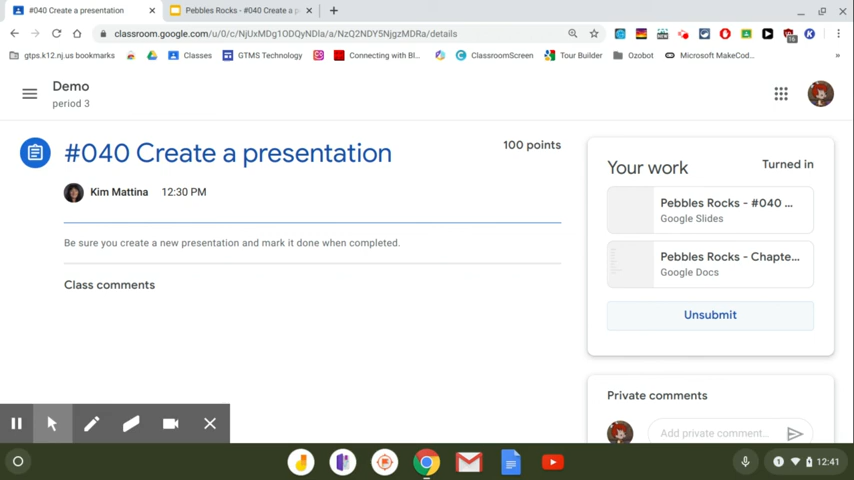 #040 Create a presentation
Pebbles Rocks - #040 Create a p
classroom.google.com/u/0/c/NjUxMDg1ODQyNDla/a/NzQ2NDY5NjgzMDRa/details
gtps.k12.nj.us bookmarks
Classes
GTMS Technology
Connecting with Bl...
ClassroomScreen
Tour Builder
Ozobot
Microsoft MakeCod...
»
Demo
period 3
#040 Create a presentation
100 points
Kim Mattina 12:30 PM
Be sure you create a new presentation and mark it done when completed.
Class comments
Your work
Turned in
Pebbles Rocks - #040 ...
Google Slides
Pebbles Rocks - Chapte...
Google Docs
Unsubmit
Private comments
Add private comment...
1
12:41